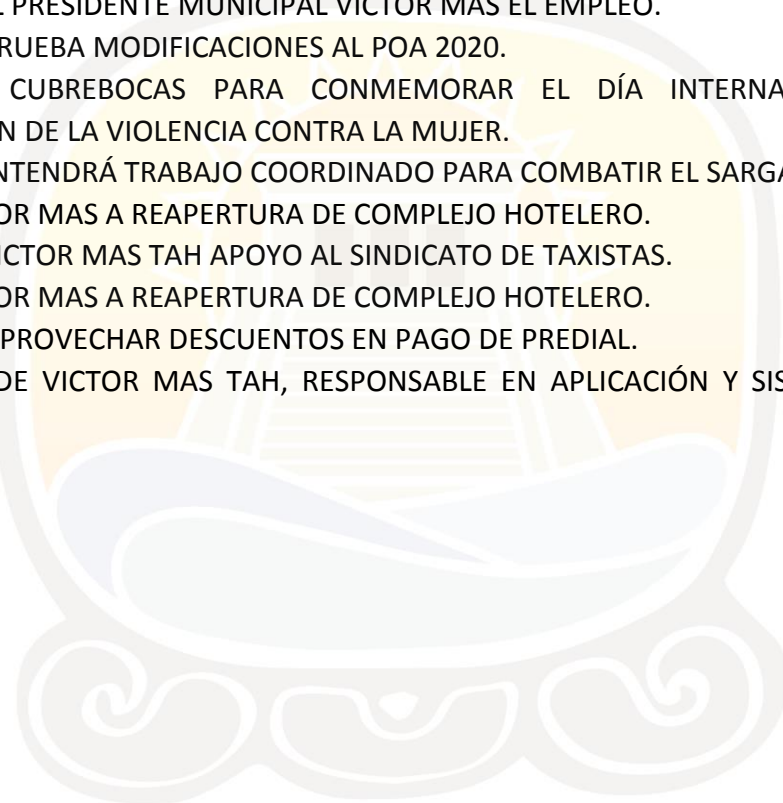 L PRESIDENTE MUNICIPAL VICTOR MAS EL EMPLEO.
RUEBA MODIFICACIONES AL POA 2020.
CUBREBOCAS PARA CONMEMORAR EL DÍA INTERNA
N DE LA VIOLENCIA CONTRA LA MUJER.
NTENDRÁ TRABAJO COORDINADO PARA COMBATIR EL SARGA
OR MAS A REAPERTURA DE COMPLEJO HOTELERO.
ICTOR MAS TAH APOYO AL SINDICATO DE TAXISTAS.
OR MAS A REAPERTURA DE COMPLEJO HOTELERO.
PROVECHAR DESCUENTOS EN PAGO DE PREDIAL.
DE VICTOR MAS TAH, RESPONSABLE EN APLICACIÓN Y SIS